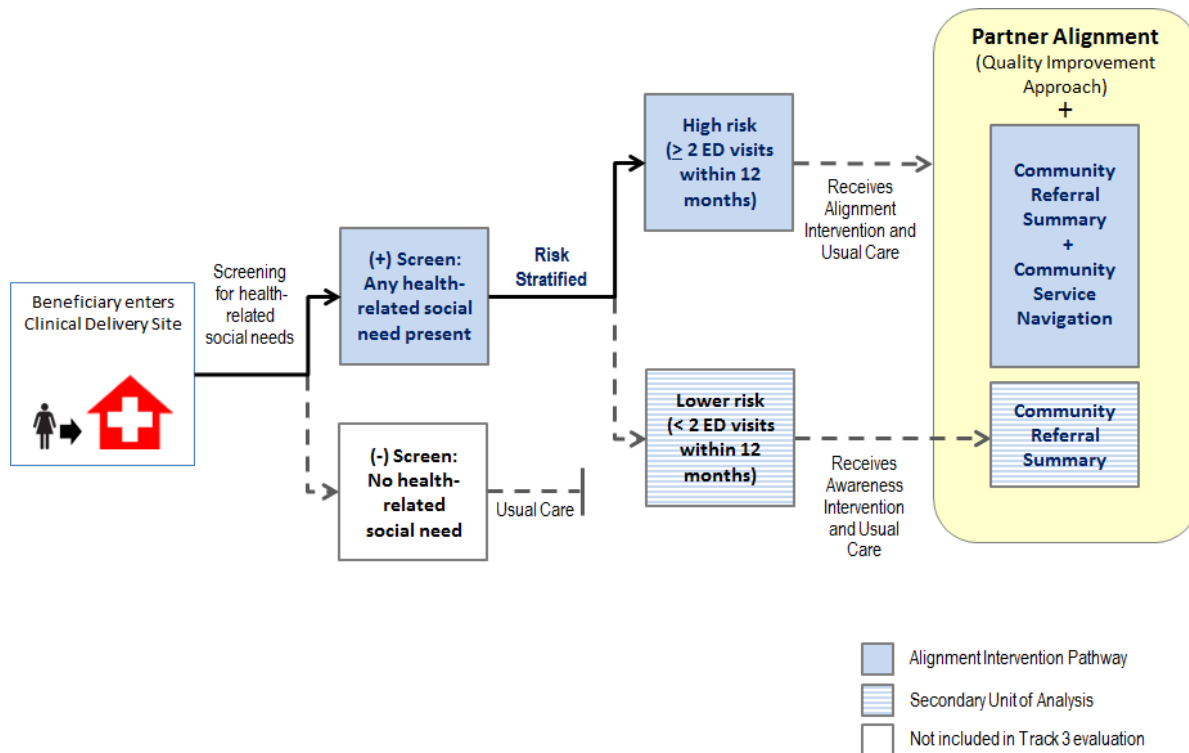 Partner Alignment
(Quality Improvement
Approach)
+
High risk
(≥ 2 ED visits
within 12
months)
Receives
Alignment
Intervention and
Usual Care
Community
Referral
Summary
+
Community
Service
Navigation
Beneficiary enters
Clinical Delivery Site
Screening
for health-
related
social needs
(+) Screen:
Any health-
related social
need present
Risk
Stratified
(-) Screen:
No health-
related
social need
Usual Care
Lower risk
(< 2 ED visits
within 12
months)
Receives
Awareness
Intervention
and Usual
Care
Community
Referral
Summary
Alignment Intervention Pathway
Secondary Unit of Analysis
Not included in Track 3 evaluation